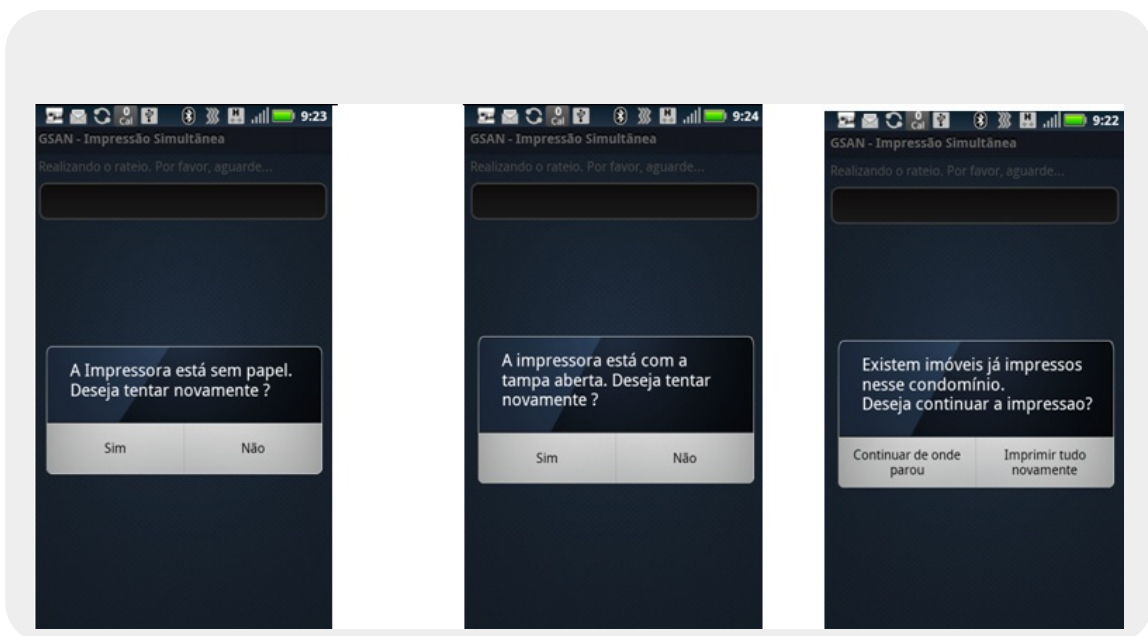 9:23
GSAN - Impressão Simultânea
Realizando o rateio. Por favor, aguarde...
A Impressora está sem papel.
Deseja tentar novamente ?
Sim
Não
9:24
GSAN - Impressão Simultânea
Realizando o rateio. Por favor, aguarde...
A impressora está com a
tampa aberta. Deseja tentar
novamente ?
Sim
Não
9:22
GSAN - Impressão Simultânea
Realizando o rateio. Por favor, aguarde...
Existem imóveis já impressos
nesse condomínio.
Deseja continuar a impressao?
Continuar de onde
parou
Imprimir tudo
novamente